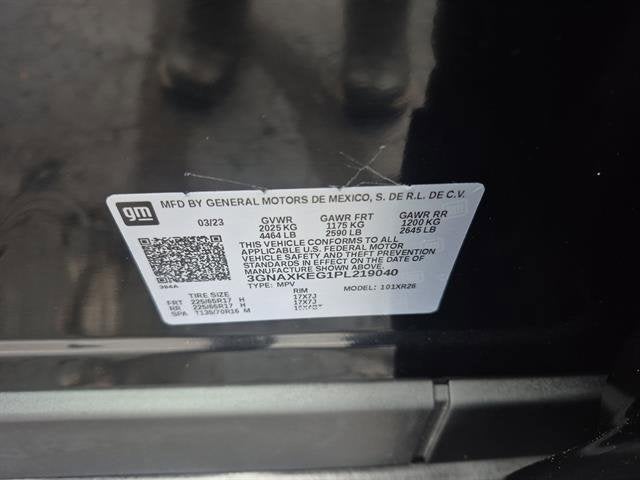 gm
MFD BY GENERAL MOTORS DE MEXICO, S. DE R.L. DE C.V.
03/23 GVWR GAWR FRT GAWR RR
2025 KG 1175 KG 1200 KG
4464 LB 2590 LB 2645 LB
THIS VEHICLE CONFORMS TO ALL
APPLICABLE U.S. FEDERAL MOTOR
VEHICLE SAFETY AND THEFT PREVENTION
STANDARDS IN EFFECT ON THE DATE OF
MANUFACTURE SHOWN ABOVE.
3GNAXKEG1PL219040
TYPE: MPV MODEL: 101XR26
TIRE SIZE RIM
FRT 225/65R17 H 17X7J
RR 225/65R17 H 17X7J
SPA T135/70R16 M